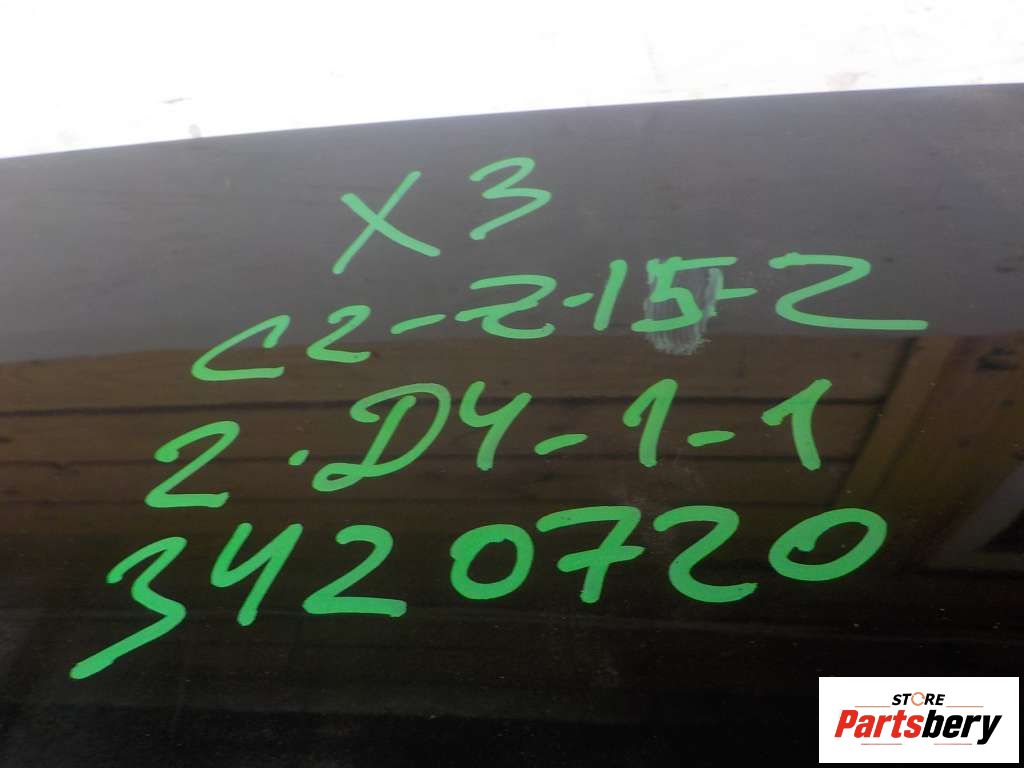 X3
C2-2-15-2
2.D4-1-1
3420720
STORE
Partsbery